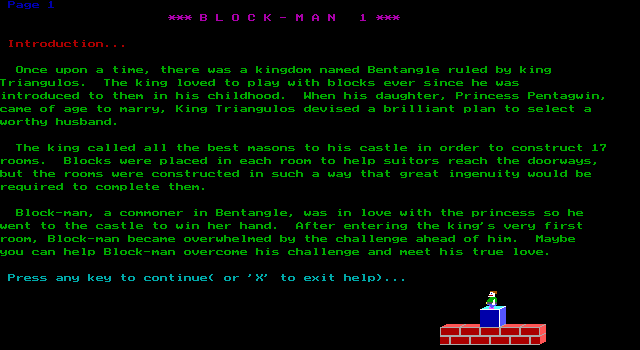 Page 1
*** B L O C K - M A N   1 ***
Introduction...
Once upon a time, there was a kingdom named Bentangle ruled by king
Triangulos.  The king loved to play with blocks ever since he was
introduced to them in his childhood.  When his daughter, Princess Pentagwin,
came of age to marry, King Triangulos devised a brilliant plan to select a
worthy husband.
The king called all the best masons to his castle in order to construct 17
rooms.  Blocks were placed in each room to help suitors reach the doorways,
but the rooms were constructed in such a way that great ingenuity would be
required to complete them.
Block-man, a commoner in Bentangle, was in love with the princess so he
went to the castle to win her hand.  After entering the king's very first
room, Block-man became overwhelmed by the challenge ahead of him.  Maybe
you can help Block-man overcome his challenge and meet his true love.
Press any key to continue( or 'X' to exit help)...